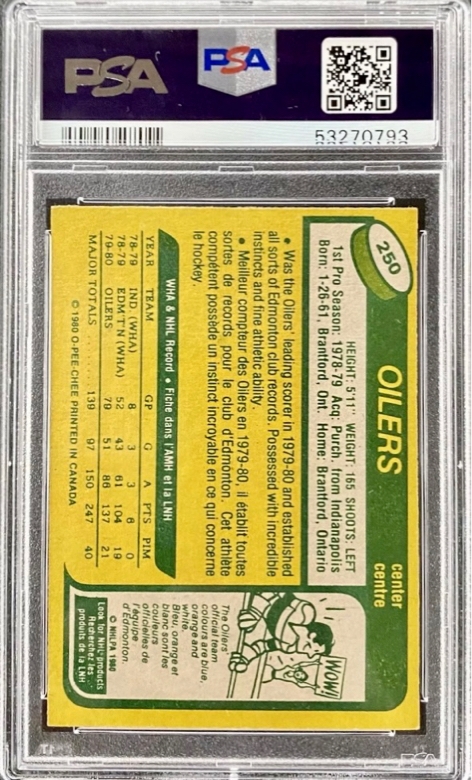 PSA
PSA
53270793
250
OILERS
center
centre
HEIGHT: 5'11" WEIGHT: 165 SHOOTS: LEFT
1st Pro Season: 1978-79 Acq: Purch. from Indianapolis
Born: 1-26-61, Brantford, Ont. Home: Brantford, Ontario
• Was the Oilers' leading scorer in 1979-80 and established
all sorts of Edmonton club records. Possessed with incredible
instincts and fine athletic ability.
• Meilleur compteur des Oilers en 1979-80, il établit toutes
sortes de records pour le club d'Edmonton. Cet athlète
compétent possède un instinct incroyable en ce qui concerne
le hockey.
WHA & NHL Record • Fiche dans l'AMH et la LNH
YEAR TEAM GP G A PTS PIM
78-79 IND. (WHA) 8 3 3 6 0
78-79 EDM'T'N (WHA) 52 43 61 104 19
79-80 OILERS 79 51 86 137 21
MAJOR TOTALS 139 97 150 247 40
© 1980 O-PEE-CHEE PRINTED IN CANADA
WOW!
The Oilers'
official team
colours are blue,
orange and
white.
Bleu, orange et
blanc sont les
couleurs
officielles de
l'équipe
d'Edmonton.
© NHLPA 1980
Look for NHL products
Recherchez les
produits de la LNH